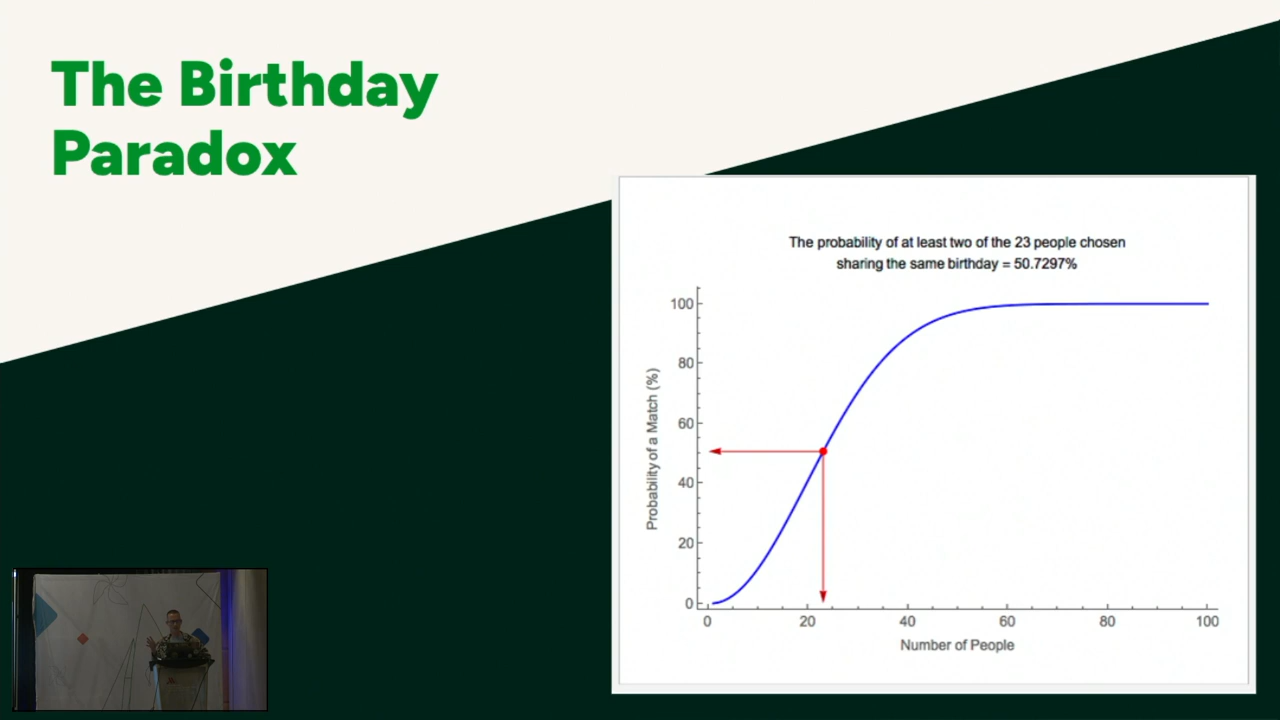 The Birthday
Paradox
The probability of at least two of the 23 people chosen
sharing the same birthday = 50.7297%
Probability of a Match (%)
100
80
60
40
20
0
0 20 40 60 80 100
Number of People